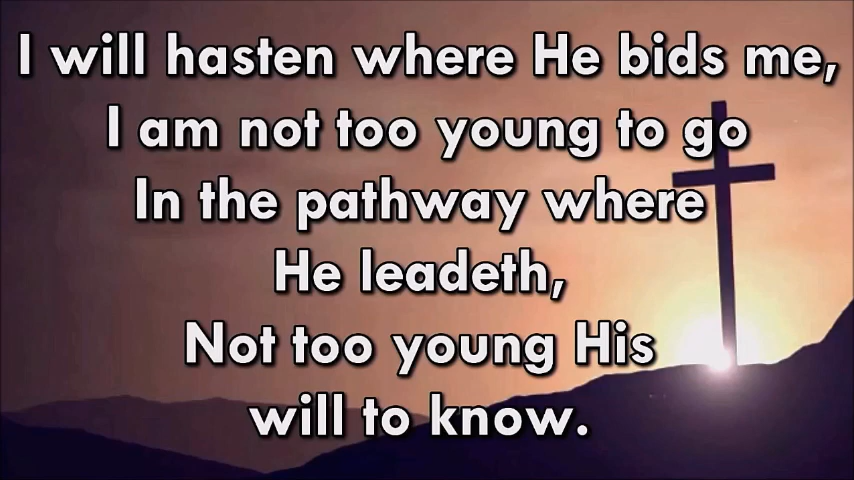 I will hasten where He bids me,
I am not too young to go
In the pathway where
He leadeth,
Not too young His
will to know.